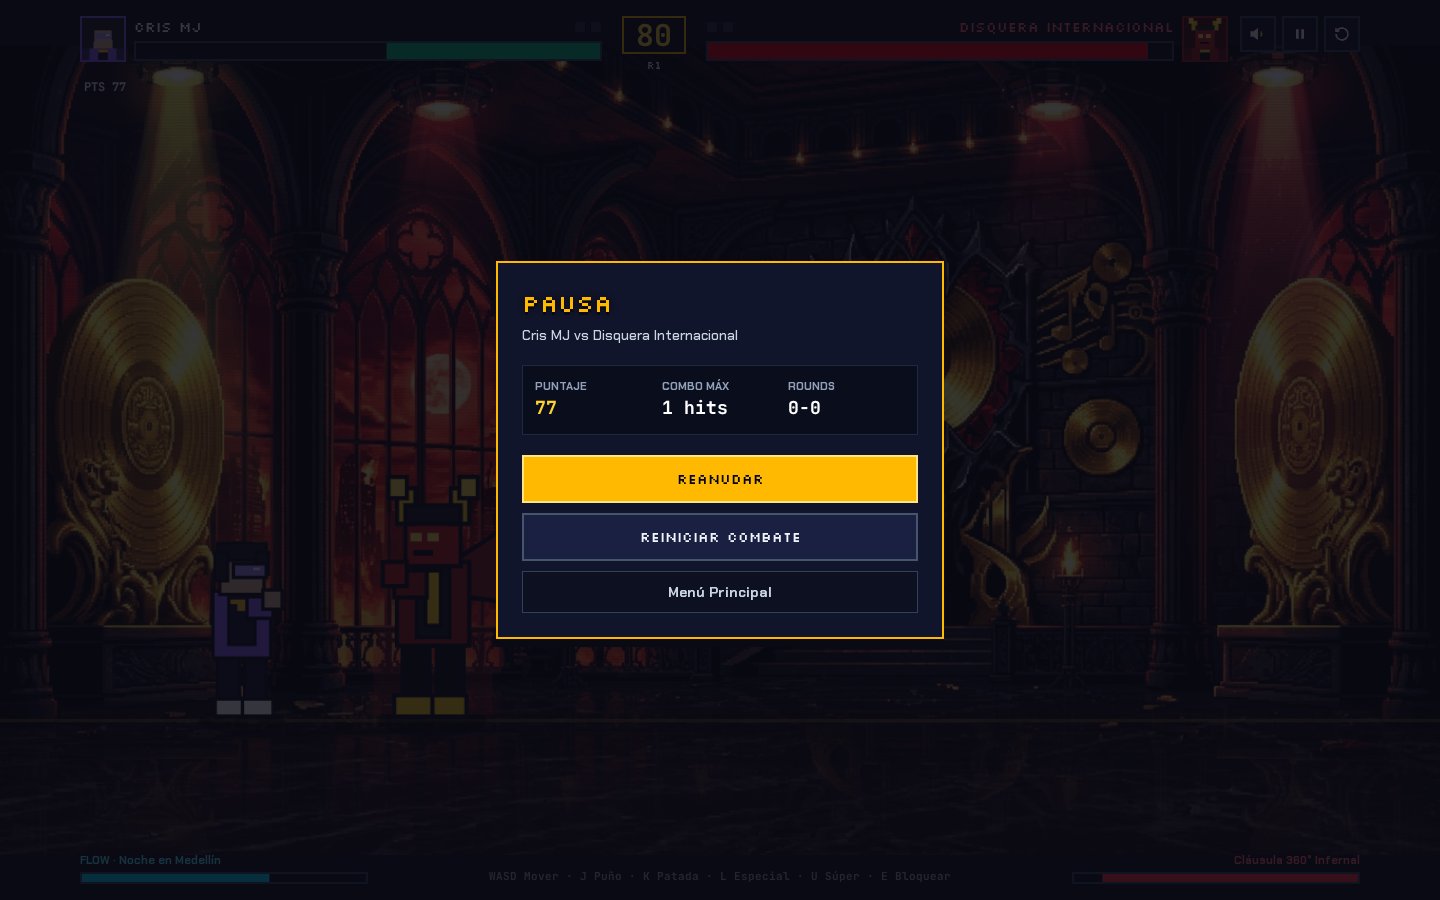 CRIS MJ
80
DISQUERA INTERNACIONAL
R1
PTS 77
PAUSA
Cris MJ vs Disquera Internacional
PUNTAJE COMBO MÁX ROUNDS
77 1 hits 0-0
REANUDAR
REINICIAR COMBATE
Menú Principal
FLOW · Noche en Medellín
Cláusula 360° Infernal
WASD Mover · J Puño · K Patada · L Especial · U Súper · E Bloquear